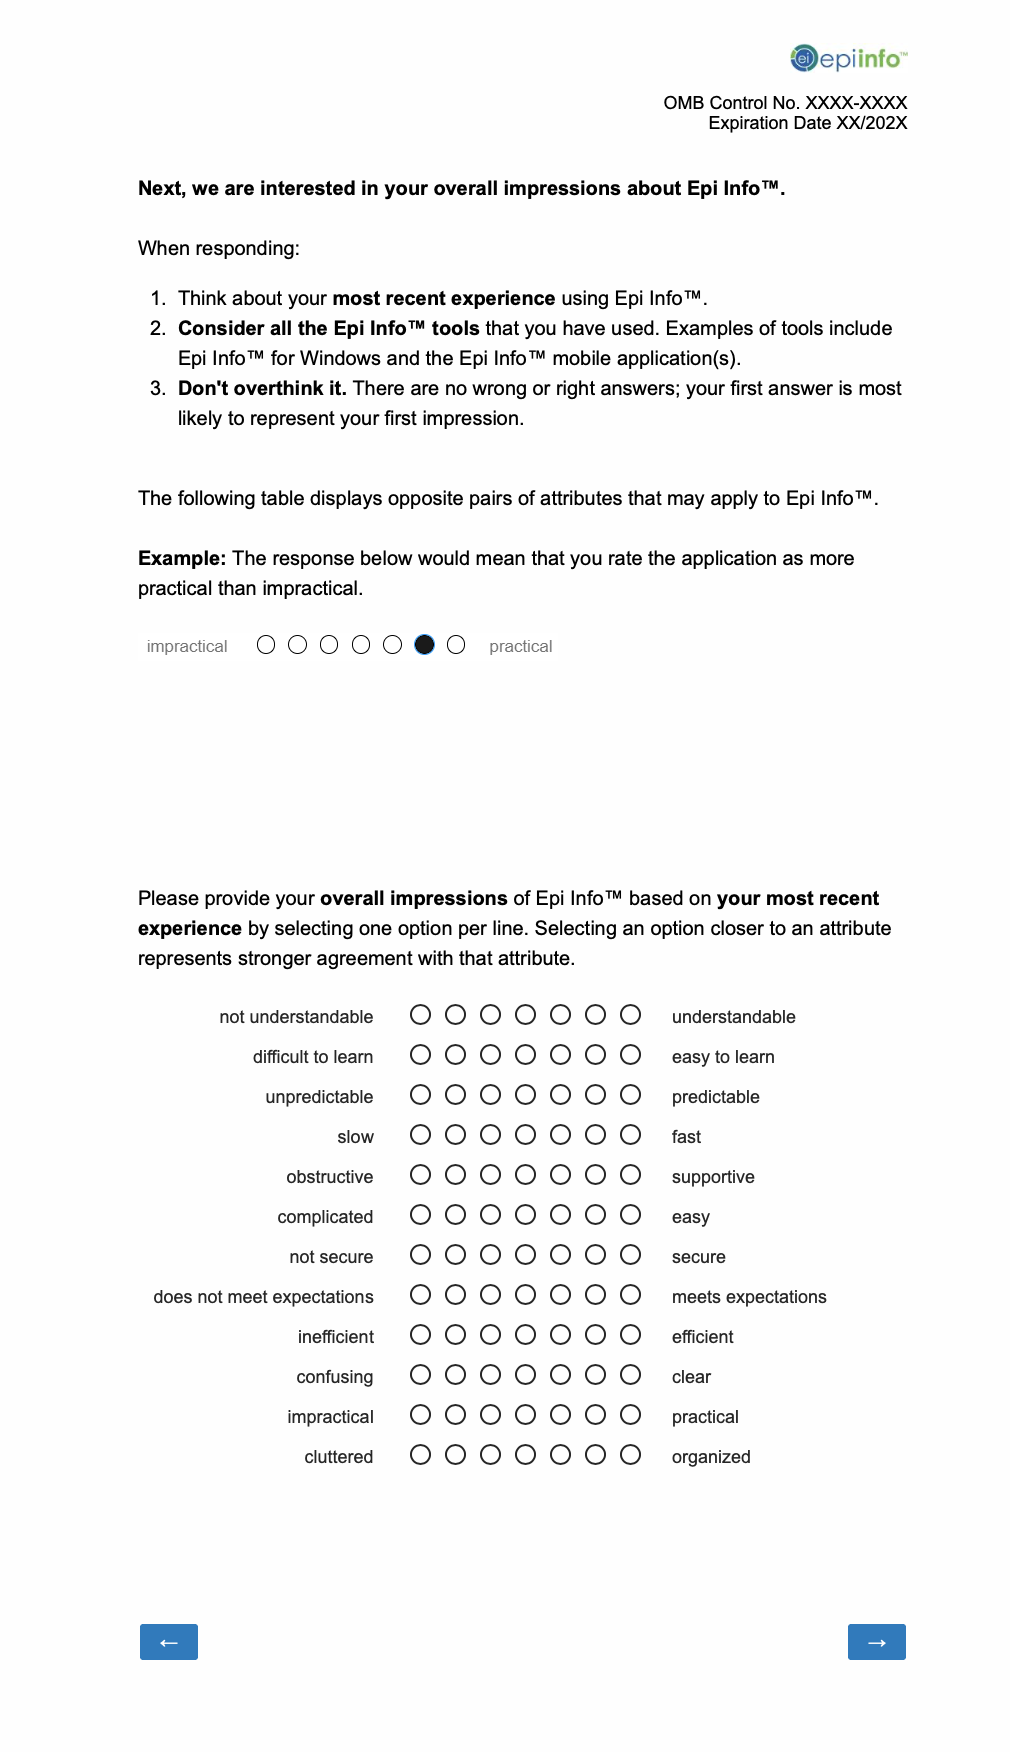 ei epiinfo™
OMB Control No. XXXX-XXXX
Expiration Date XX/202X
Next, we are interested in your overall impressions about Epi Info™.
When responding:
1. Think about your most recent experience using Epi Info™.
2. Consider all the Epi Info™ tools that you have used. Examples of tools include
Epi Info™ for Windows and the Epi Info™ mobile application(s).
3. Don't overthink it. There are no wrong or right answers; your first answer is most
likely to represent your first impression.
The following table displays opposite pairs of attributes that may apply to Epi Info™.
Example: The response below would mean that you rate the application as more
practical than impractical.
impractical practical
Please provide your overall impressions of Epi Info™ based on your most recent
experience by selecting one option per line. Selecting an option closer to an attribute
represents stronger agreement with that attribute.
not understandable understandable
difficult to learn easy to learn
unpredictable predictable
slow fast
obstructive supportive
complicated easy
not secure secure
does not meet expectations meets expectations
inefficient efficient
confusing clear
impractical practical
cluttered organized
← →